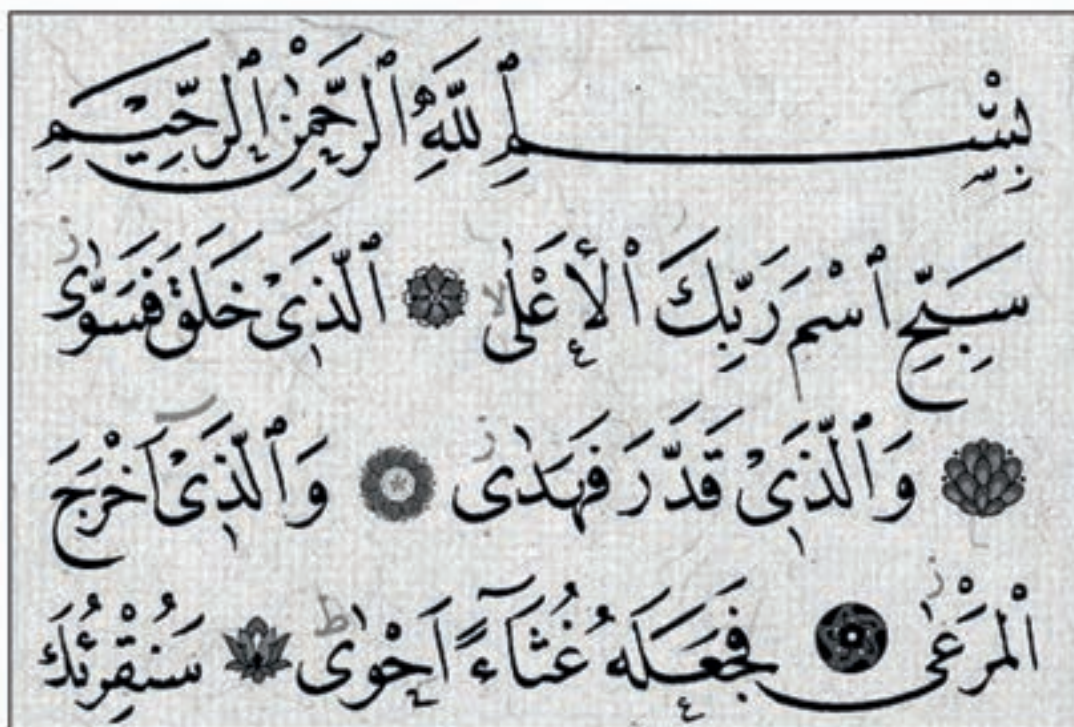 بِسْمِ ٱللَّهِ ٱلرَّحْمٰنِ ٱلرَّحِيمِ
سَبِّحِ ٱسْمَ رَبِّكَ ٱلْأَعْلٰى ٱلَّذِى خَلَقَ فَسَوّٰى
وَٱلَّذِى قَدَّرَ فَهَدٰى وَٱلَّذِىٓ اَخْرَجَ
ٱلْمَرْعٰى فَجَعَلَهُ غُثَآءً اَحْوٰى سَنُقْرِئُكَ